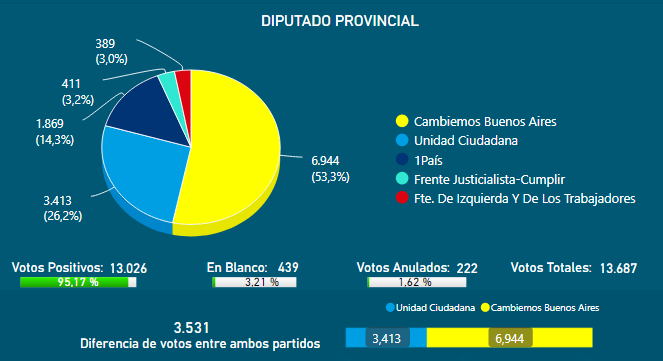 DIPUTADO PROVINCIAL
389
(3,0%)
411
(3,2%)
1.869
(14,3%)
3.413
(26,2%)
6.944
(53,3%)
Cambiemos Buenos Aires
Unidad Ciudadana
1País
Frente Justicialista-Cumplir
Fte. De Izquierda Y De Los Trabajadores
Votos Positivos: 13.026
95,17 %
En Blanco: 439
3,21 %
Votos Anulados: 222
1,62 %
Votos Totales: 13.687
3.531
Diferencia de votos entre ambos partidos
Unidad Ciudadana Cambiemos Buenos Aires
3,413 6,944